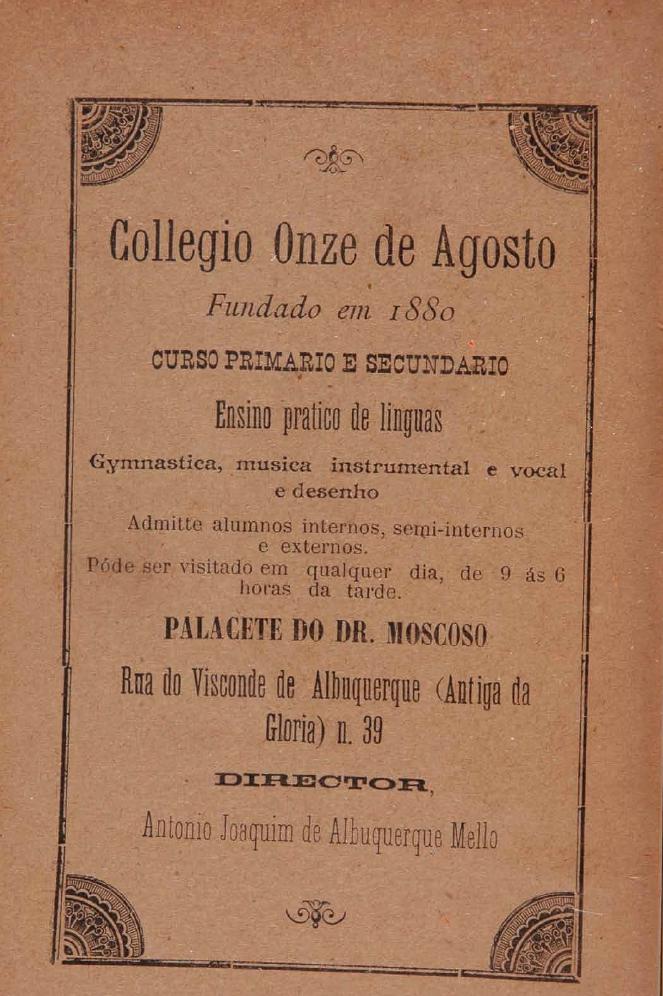 Collegio Onze de Agosto
Fundado em 1880
CURSO PRIMARIO E SECUNDARIO
Ensino pratico de linguas
Gymnastica, musica instrumental e vocal
e desenho
Admitte alumnos internos, semi-internos
e externos.
Póde ser visitado em qualquer dia, de 9 ás 6
horas da tarde.
PALACETE DO DR. MOSCOSO
Rua do Visconde de Albuquerque (Antiga da
Gloria) n. 39
DIRECTOR,
Antonio Joaquim de Albuquerque Mello